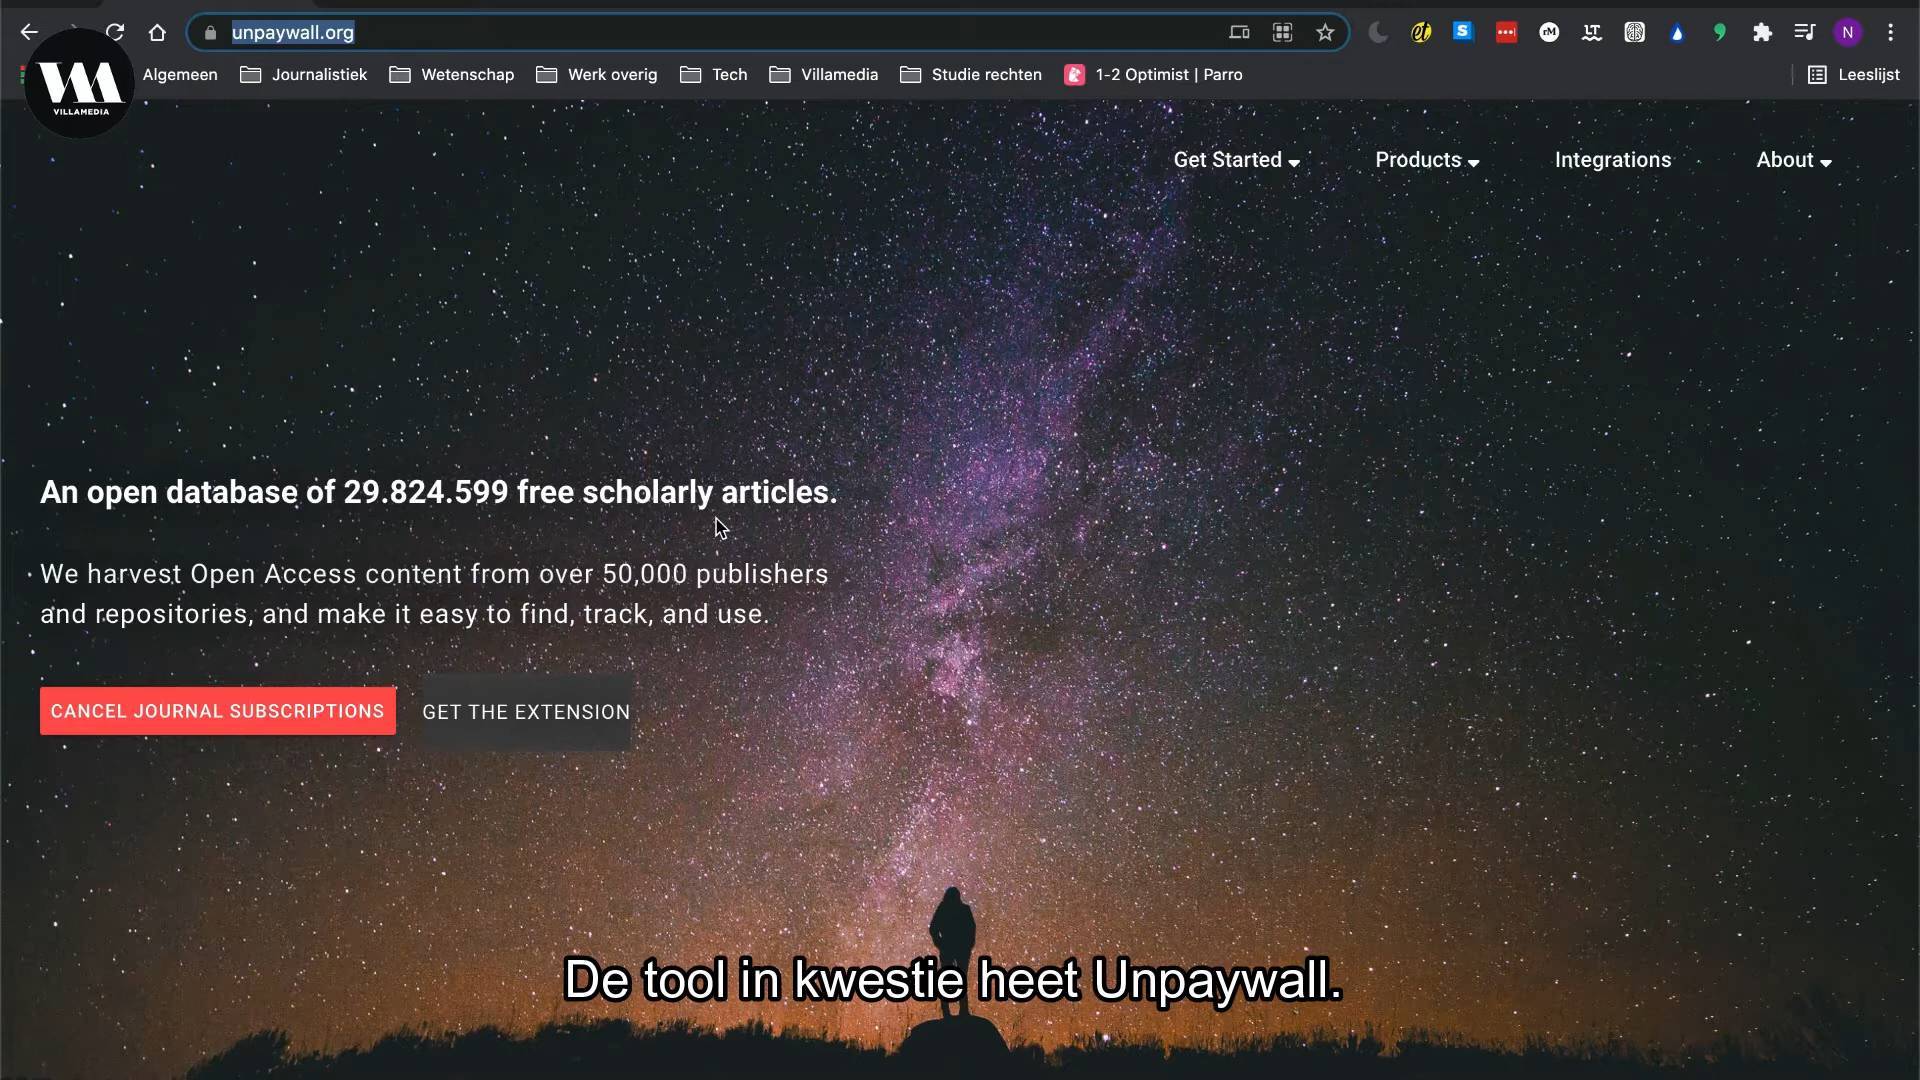 unpaywall.org
N
VILLAMEDIA
Algemeen
Journalistiek
Wetenschap
Werk overig
Tech
Villamedia
Studie rechten
1-2 Optimist | Parro
Leeslijst
Get Started
Products
Integrations
About
An open database of 29.824.599 free scholarly articles.
We harvest Open Access content from over 50,000 publishers
and repositories, and make it easy to find, track, and use.
CANCEL JOURNAL SUBSCRIPTIONS
GET THE EXTENSION
De tool in kwestie heet Unpaywall.